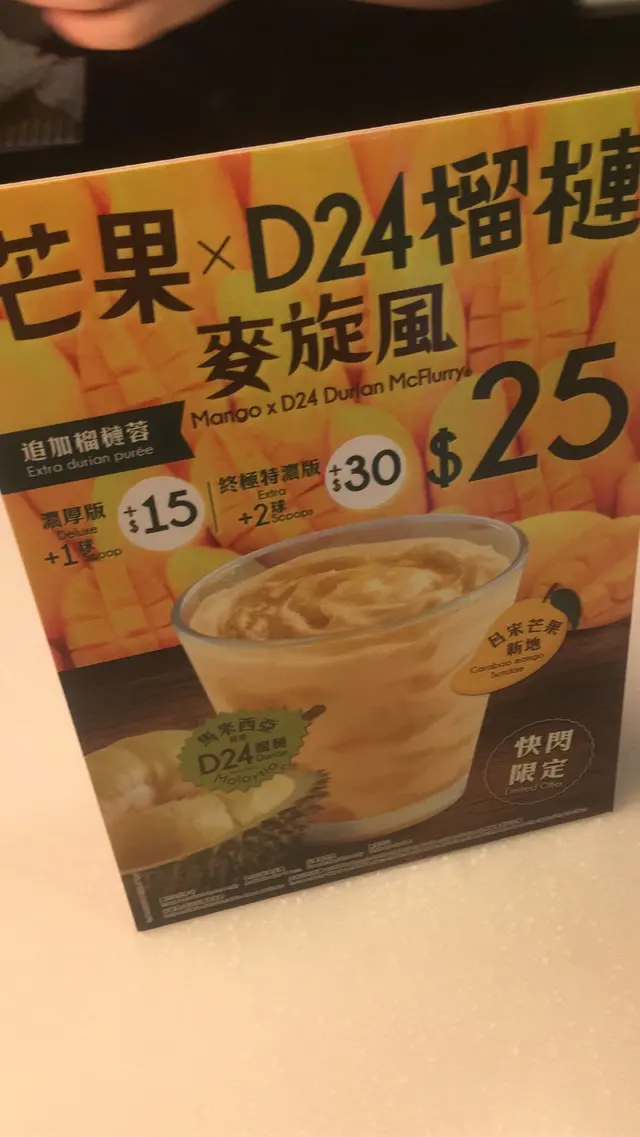 芒果×D24榴槤
麥旋風
Mango x D24 Durian McFlurry®
$25
追加榴槤蓉
Extra durian purée
濃厚版
Deluxe
+1球
Scoop
+$15
終極特濃版
Extra
+2球
Scoops
+$30
呂宋芒果
新地
Carabao mango
Sundae
馬來西亞
D24榴槤
Durian
Malaysia
快閃
限定
Limited Offer